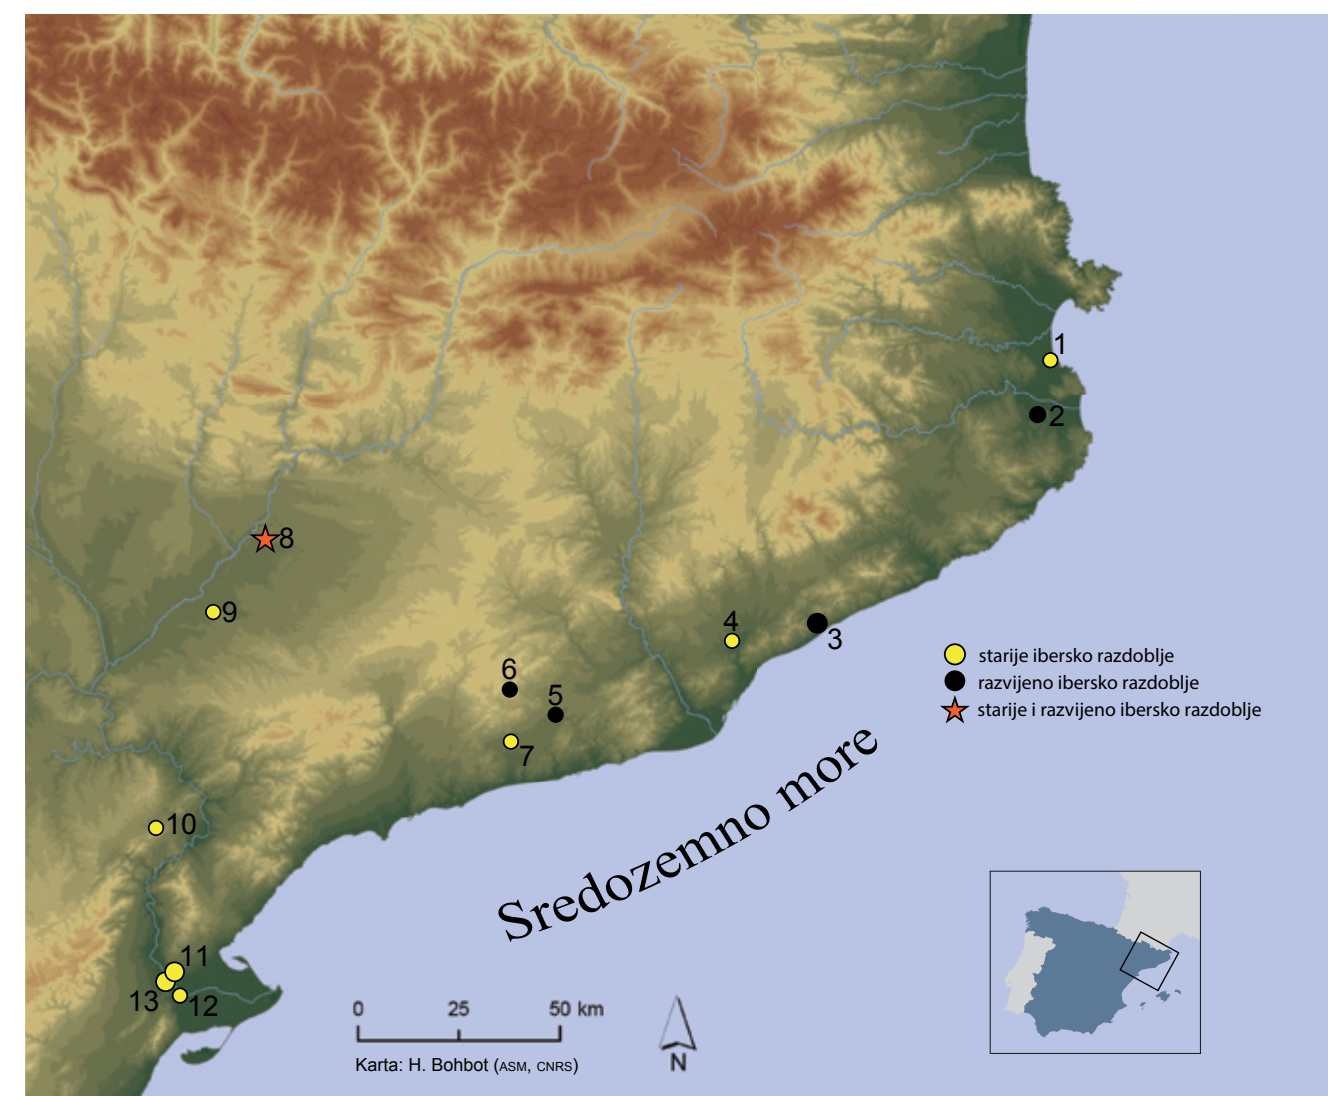 1
2
8
9
4
3
6
5
7
starije ibersko razdoblje
razvijeno ibersko razdoblje
starije i razvijeno ibersko razdoblje
Sredozemno more
10
11
13
12
0 25 50 km
N
Karta: H. Bohbot (ASM, CNRS)